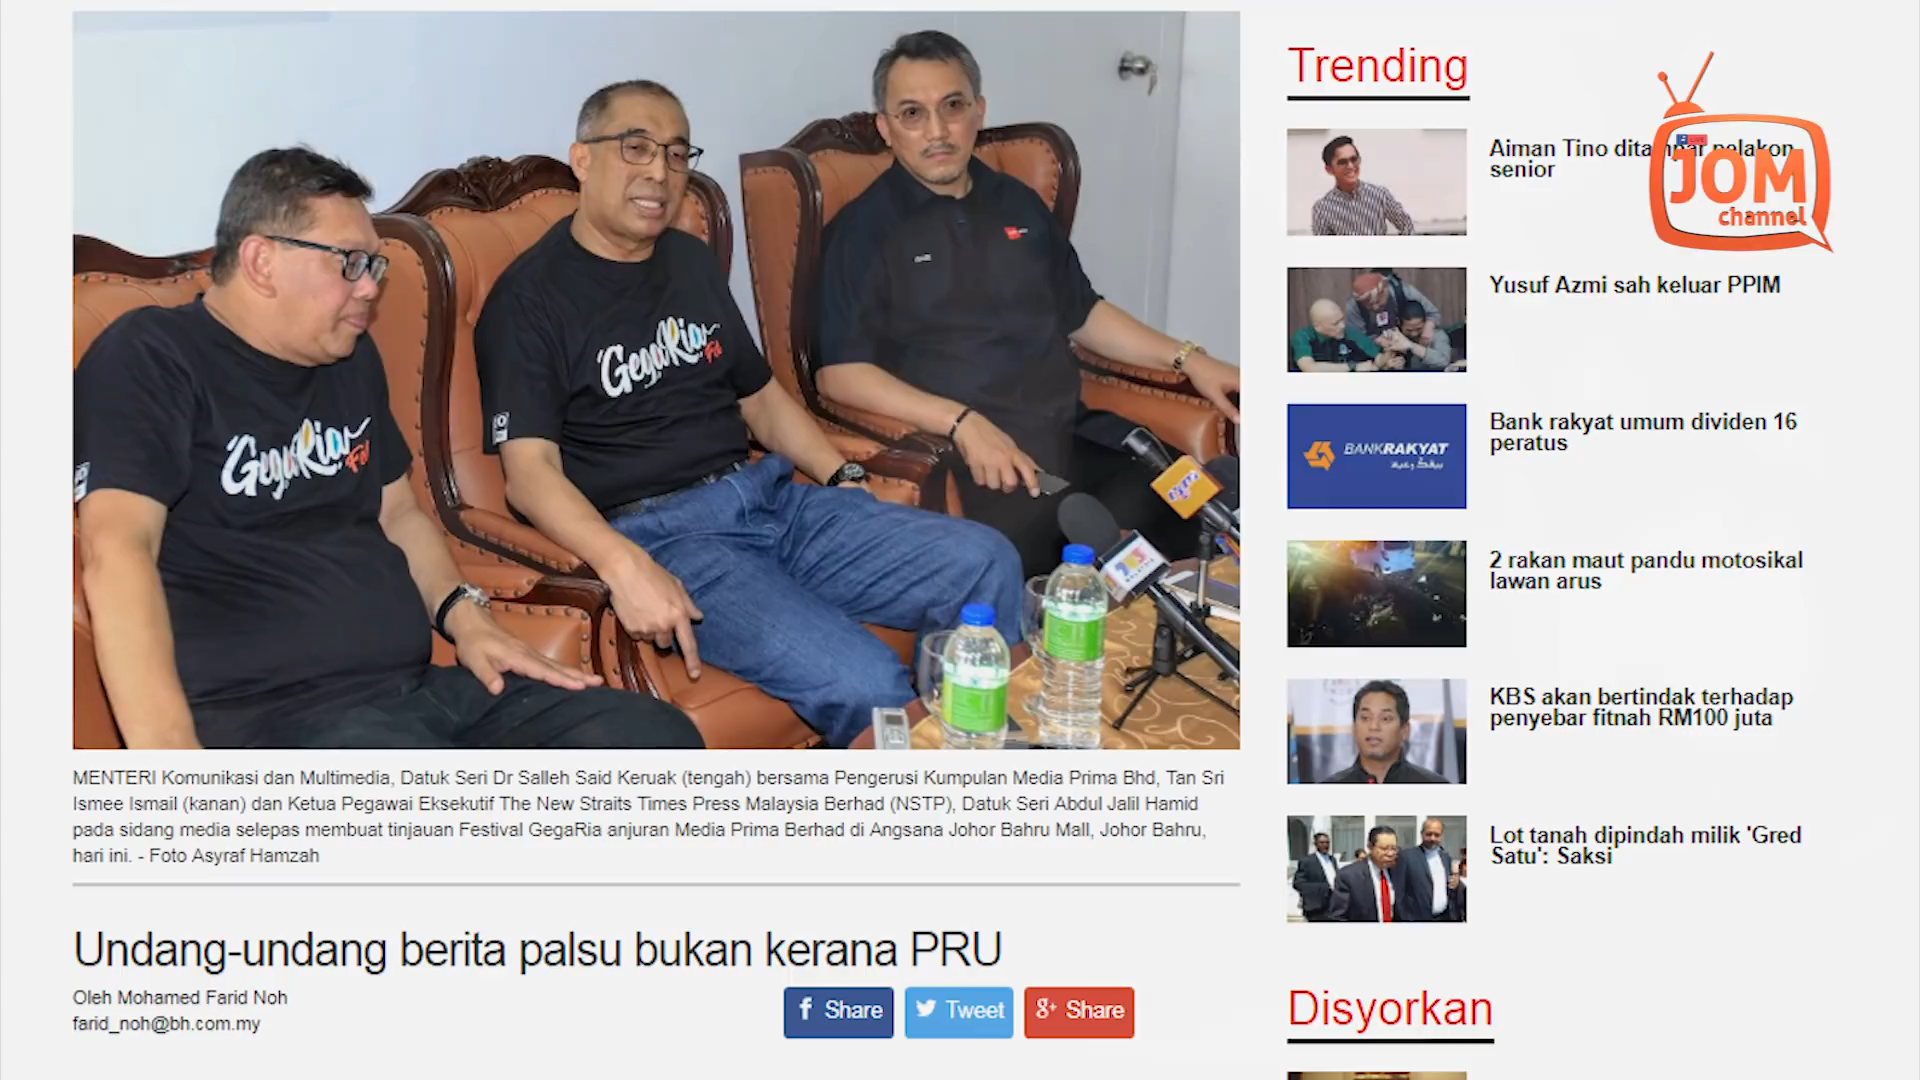 GegaRia
Fest
GegaRia
Fest
MENTERI Komunikasi dan Multimedia, Datuk Seri Dr Salleh Said Keruak (tengah) bersama Pengerusi Kumpulan Media Prima Bhd, Tan Sri
Ismee Ismail (kanan) dan Ketua Pegawai Eksekutif The New Straits Times Press Malaysia Berhad (NSTP), Datuk Seri Abdul Jalil Hamid
pada sidang media selepas membuat tinjauan Festival GegaRia anjuran Media Prima Berhad di Angsana Johor Bahru Mall, Johor Bahru,
hari ini. - Foto Asyraf Hamzah
Undang-undang berita palsu bukan kerana PRU
Oleh Mohamed Farid Noh
farid_noh@bh.com.my
f Share
Tweet
g+ Share
Trending
Aiman Tino ditampar pelakon
senior
JOM
channel
Yusuf Azmi sah keluar PPIM
BANKRAKYAT
Bank rakyat umum dividen 16
peratus
2 rakan maut pandu motosikal
lawan arus
KBS akan bertindak terhadap
penyebar fitnah RM100 juta
Lot tanah dipindah milik 'Gred
Satu': Saksi
Disyorkan